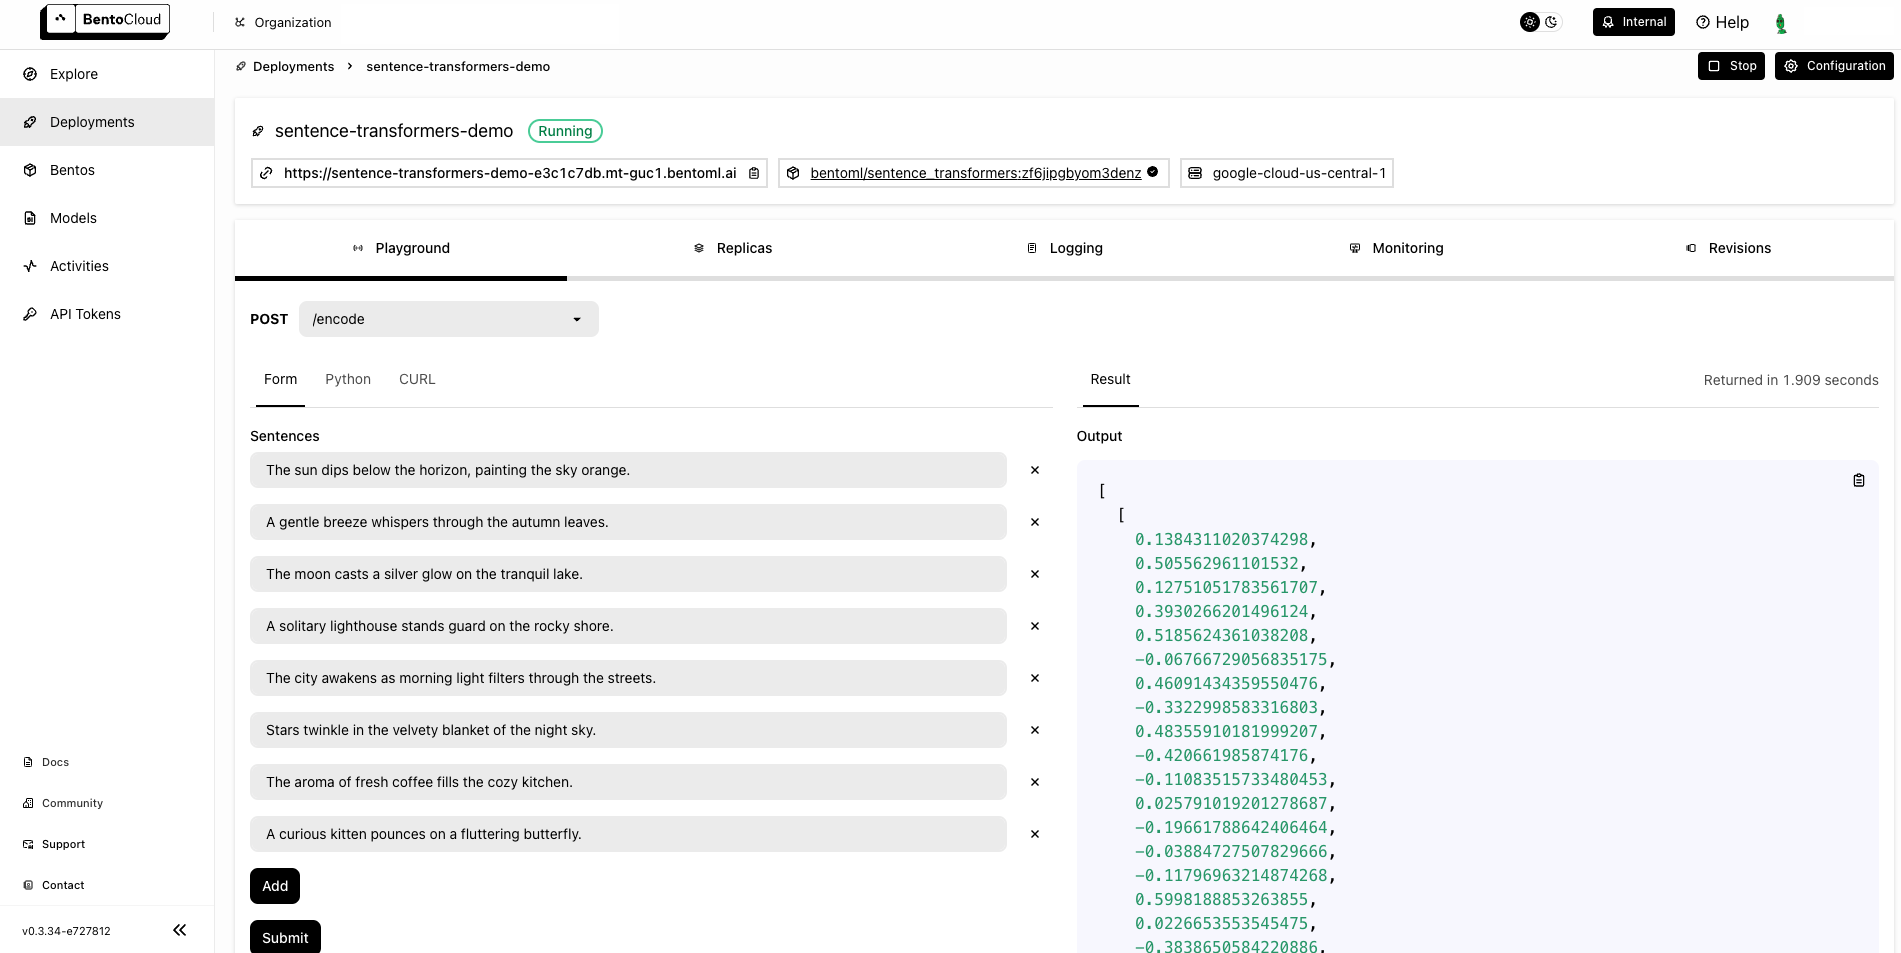 BentoCloud
Organization
Internal
Help
Explore
Deployments
Bentos
Models
Activities
API Tokens
Docs
Community
Support
Contact
v0.3.34-e727812
Deployments
sentence-transformers-demo
Stop
Configuration
sentence-transformers-demo
Running
https://sentence-transformers-demo-e3c1c7db.mt-guc1.bentoml.ai
bentoml/sentence_transformers:zf6jipgbyom3denz
google-cloud-us-central-1
Playground
Replicas
Logging
Monitoring
Revisions
POST
/encode
Form
Python
CURL
Sentences
The sun dips below the horizon, painting the sky orange.
A gentle breeze whispers through the autumn leaves.
The moon casts a silver glow on the tranquil lake.
A solitary lighthouse stands guard on the rocky shore.
The city awakens as morning light filters through the streets.
Stars twinkle in the velvety blanket of the night sky.
The aroma of fresh coffee fills the cozy kitchen.
A curious kitten pounces on a fluttering butterfly.
Add
Submit
Result
Returned in 1.909 seconds
Output
[
[
0.1384311020374298,
0.505562961101532,
0.12751051783561707,
0.3930266201496124,
0.5185624361038208,
-0.06766729056835175,
0.46091434359550476,
-0.3322998583316803,
0.48355910181999207,
-0.420661985874176,
-0.11083515733480453,
0.025791019201278687,
-0.19661788642406464,
-0.03884727507829666,
-0.11796963214874268,
0.5998188853263855,
0.0226653553545475,
-0.3838650584220886,